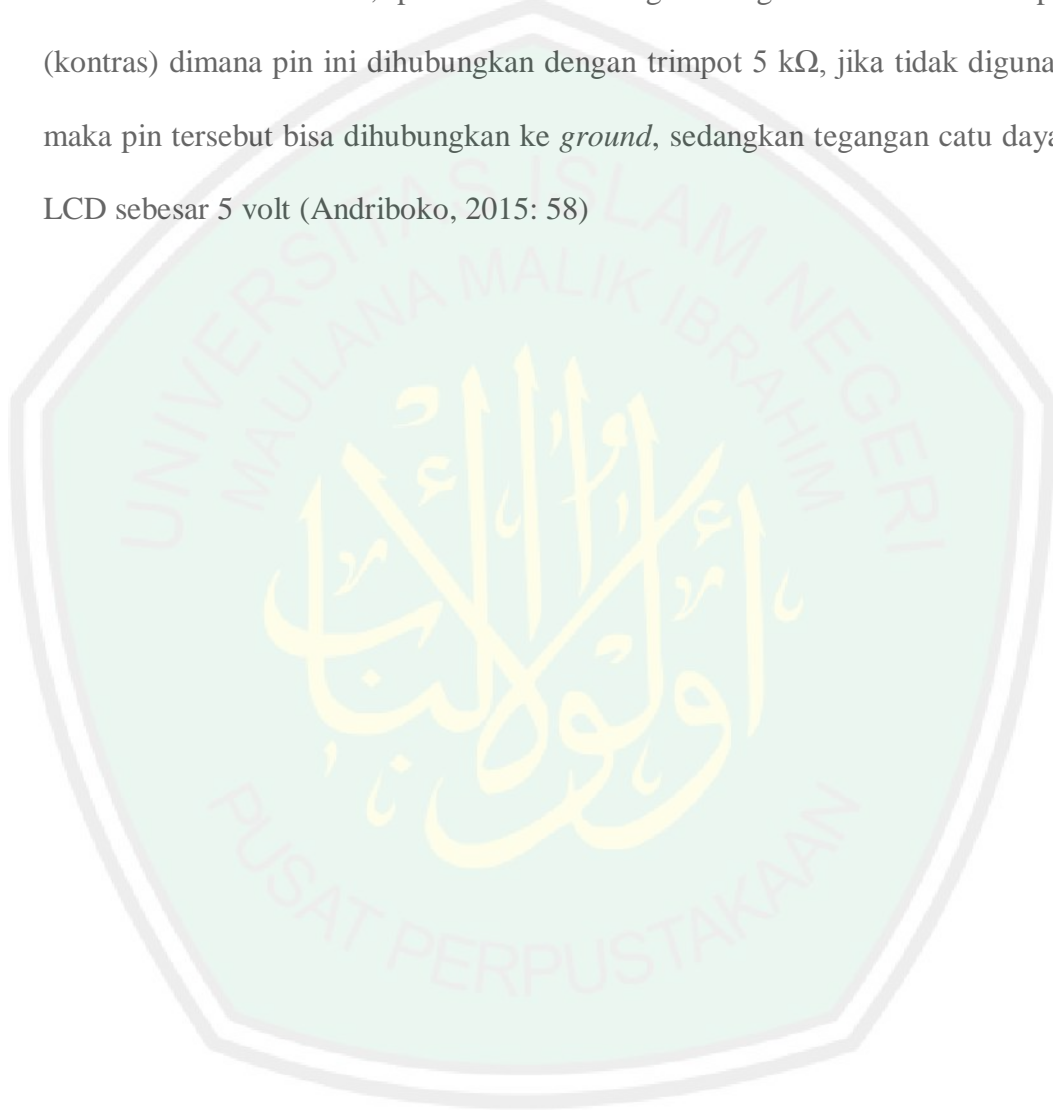 (kontras) dimana pin ini dihubungkan dengan trimpot 5 kΩ, jika tidak diguna
maka pin tersebut bisa dihubungkan ke ground, sedangkan tegangan catu daya
LCD sebesar 5 volt (Andriboko, 2015: 58)
UNIVERSITAS ISLAM NEGERI
MAULANA MALIK IBRAHIM
أولوا الألباب
PUSAT PERPUSTAKAAN